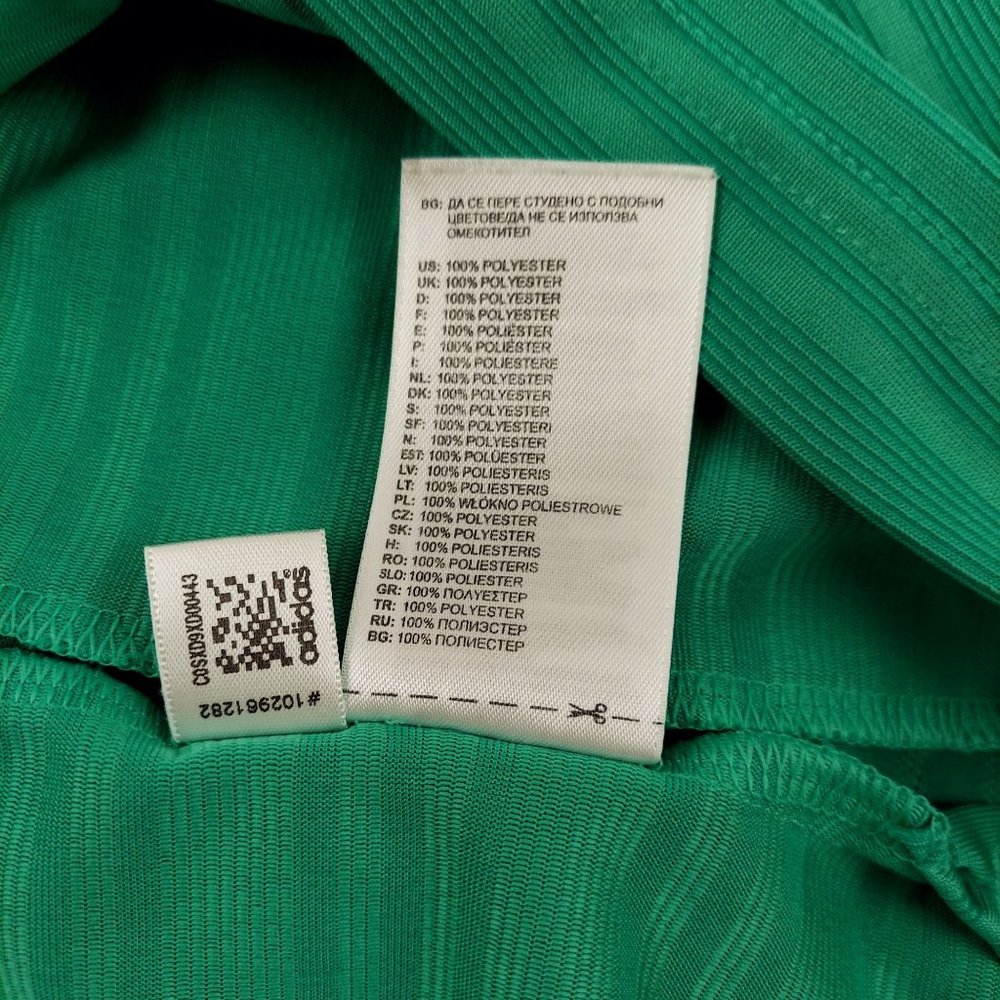 BG: ДА СЕ ПЕРЕ СТУДЕНО С ПОДОБНИ
ЦВЕТОВЕ/ДА НЕ СЕ ИЗПОЛЗВА
ОМЕКОТИТЕЛ
US: 100% POLYESTER
UK: 100% POLYESTER
D: 100% POLYESTER
F: 100% POLYESTER
E: 100% POLIÉSTER
P: 100% POLIÉSTER
I: 100% POLIESTERE
NL: 100% POLYESTER
DK: 100% POLYESTER
S: 100% POLYESTER
SF: 100% POLYESTERI
N: 100% POLYESTER
EST: 100% POLÜESTER
LV: 100% POLIESTERIS
LT: 100% POLIESTERIS
PL: 100% WŁÓKNO POLIESTROWE
CZ: 100% POLYESTER
SK: 100% POLYESTER
H: 100% POLIESTERIS
RO: 100% POLIESTERIS
SLO: 100% POLIESTER
GR: 100% ΠΟΛΥΕΣΤΕΡ
TR: 100% POLYESTER
RU: 100% ПОЛИЭСТЕР
BG: 100% ПОЛИЕСТЕР
C0SXD9XD00443
adidas®
#102961282